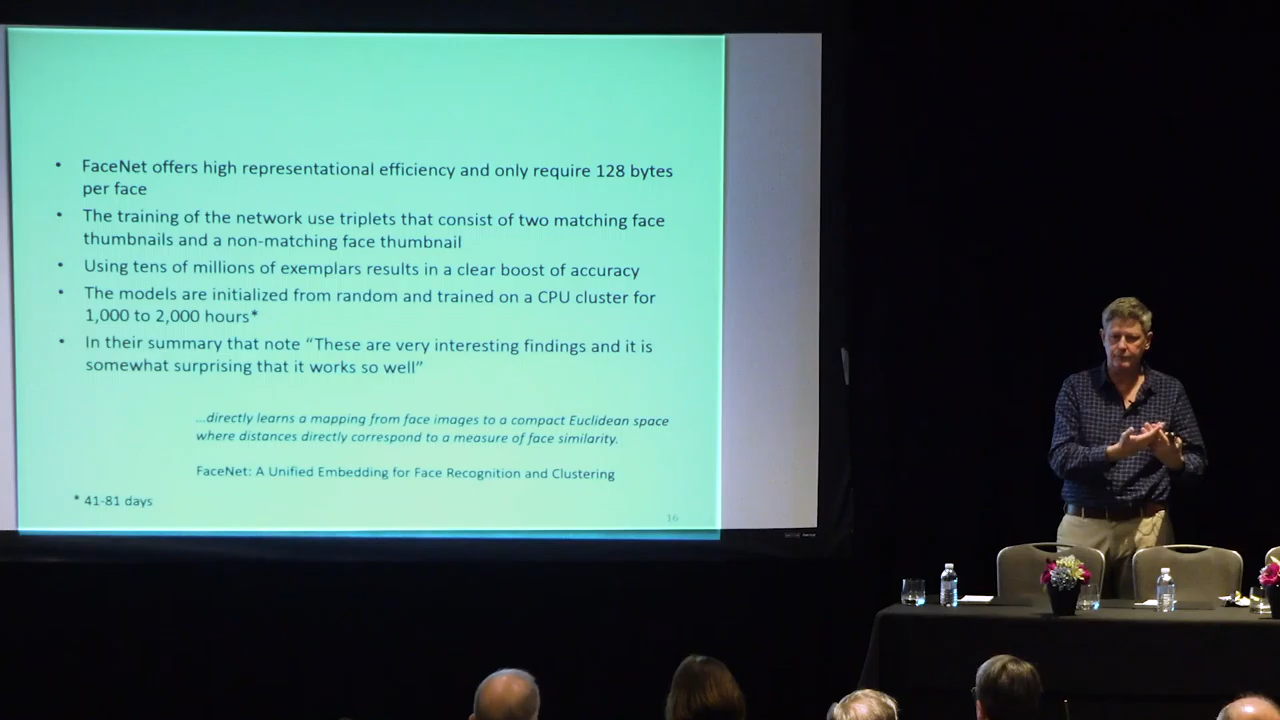 • FaceNet offers high representational efficiency and only require 128 bytes
per face
• The training of the network use triplets that consist of two matching face
thumbnails and a non-matching face thumbnail
• Using tens of millions of exemplars results in a clear boost of accuracy
• The models are initialized from random and trained on a CPU cluster for
1,000 to 2,000 hours*
• In their summary that note “These are very interesting findings and it is
somewhat surprising that it works so well”
...directly learns a mapping from face images to a compact Euclidean space
where distances directly correspond to a measure of face similarity.
FaceNet: A Unified Embedding for Face Recognition and Clustering
* 41-81 days
16